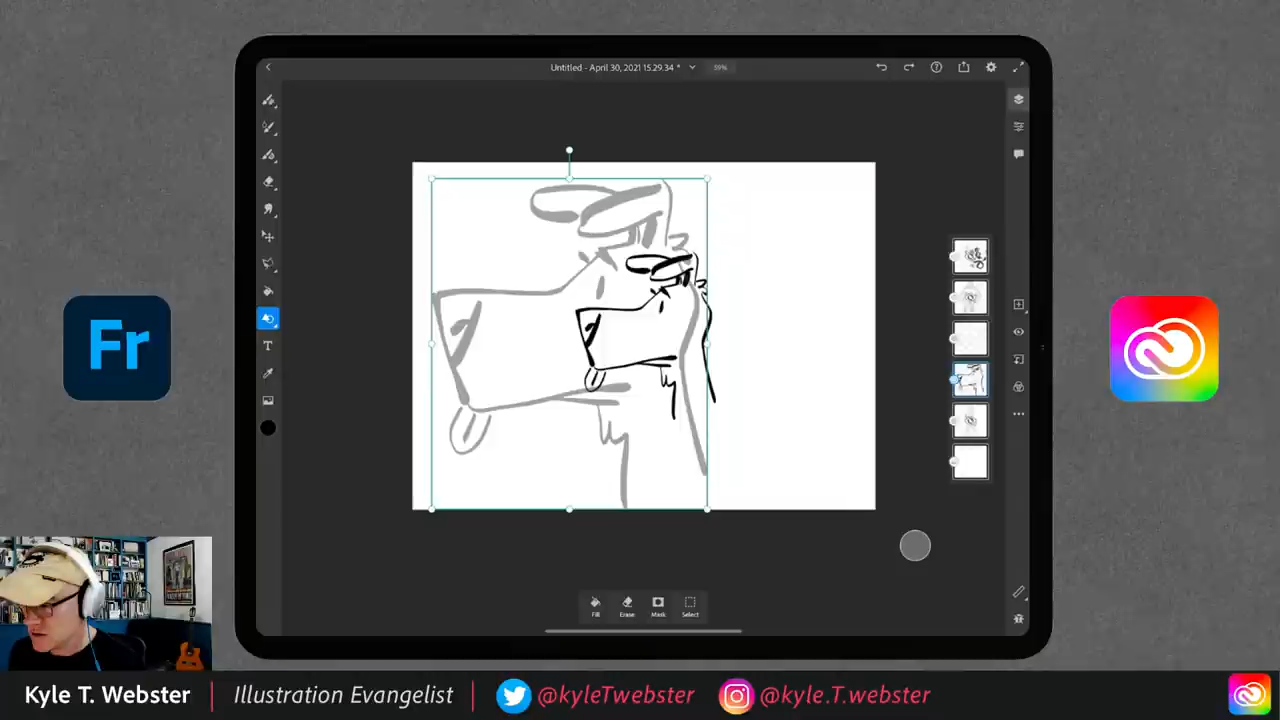 Untitled - April 30, 2021 15.29.34 *
59%
Fr
T
Fill
Erase
Mask
Select
Kyle T. Webster | Illustration Evangelist | @kyleTwebster @kyle.T.webster